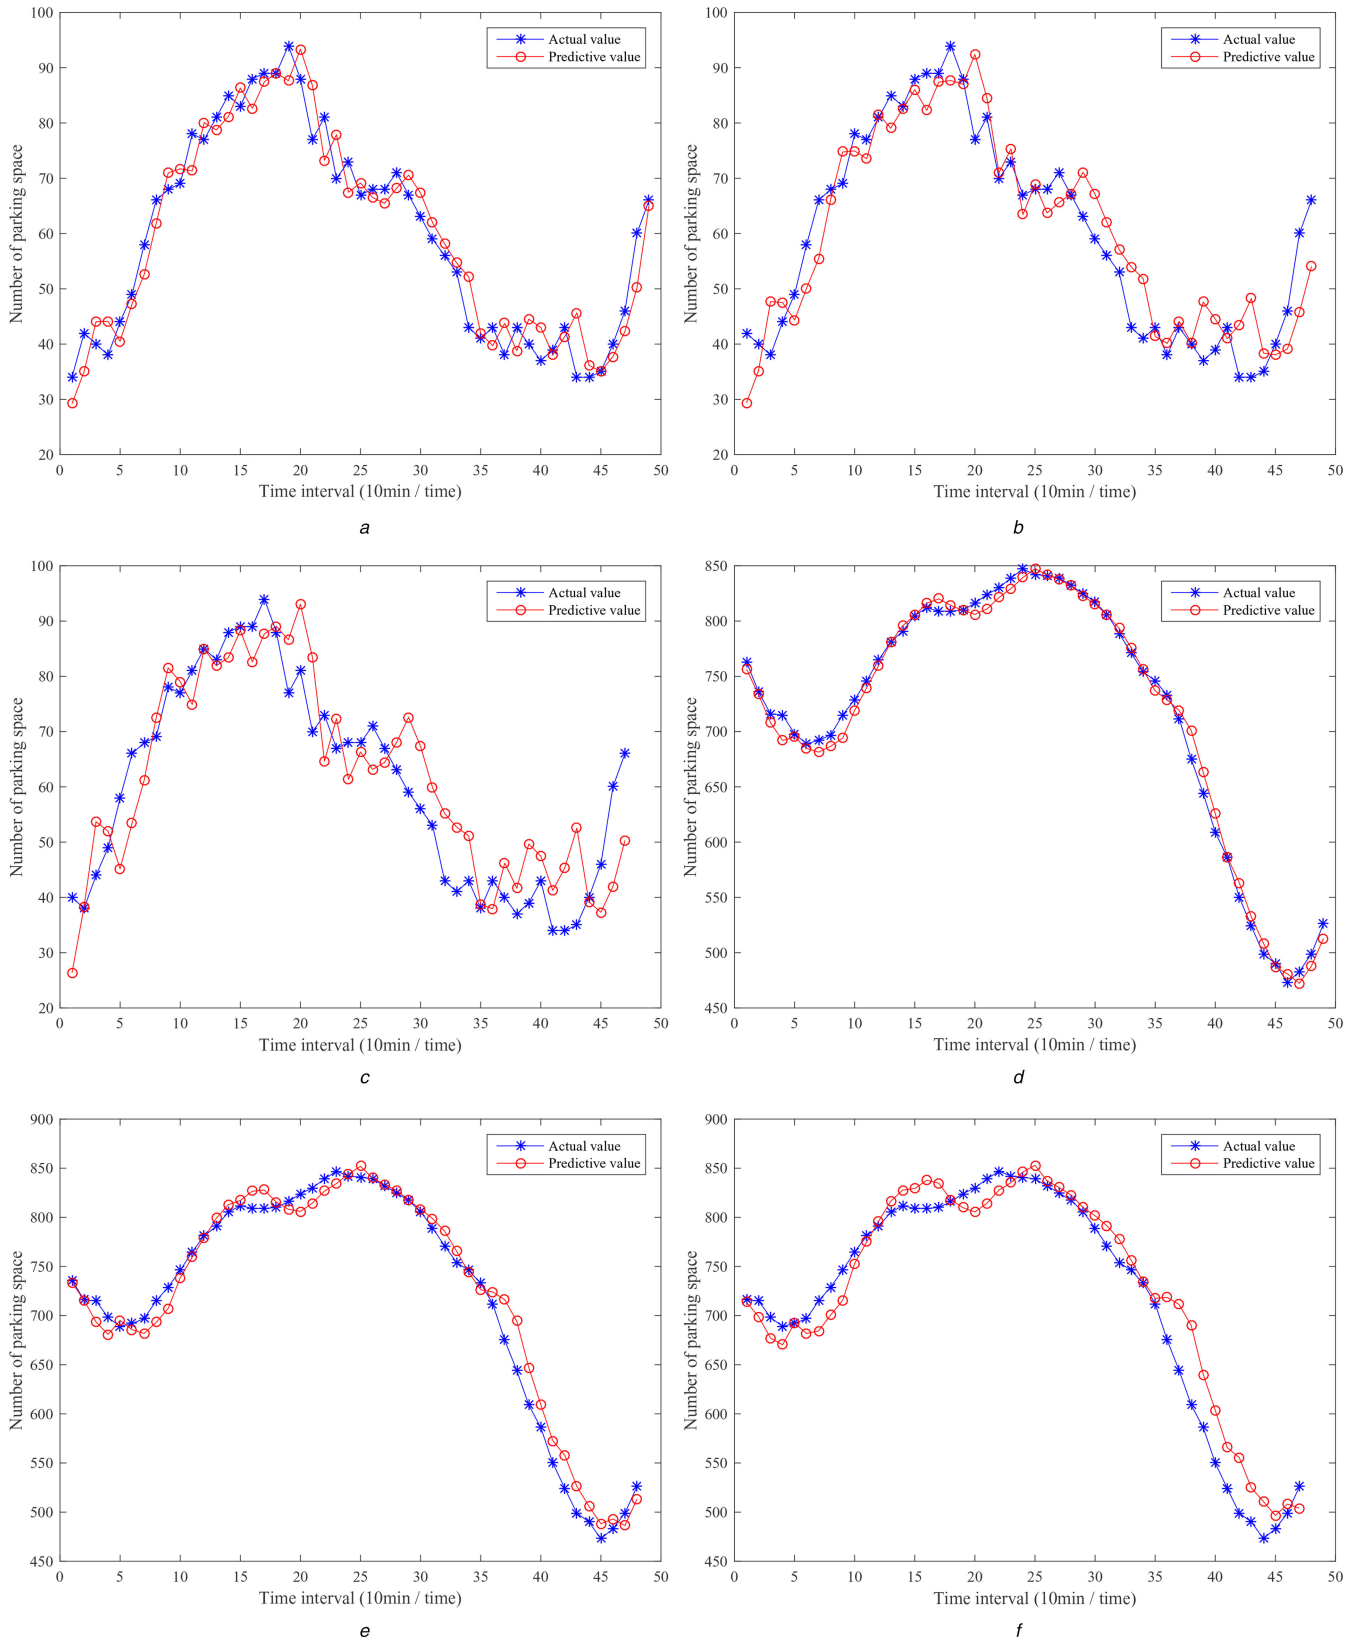 100
90
80
70
60
50
40
30
20
Number of parking space
Actual value
Predictive value
0 5 10 15 20 25 30 35 40 45 50
Time interval (10min / time)
a
100
90
80
70
60
50
40
30
20
Number of parking space
Actual value
Predictive value
0 5 10 15 20 25 30 35 40 45 50
Time interval (10min / time)
b
100
90
80
70
60
50
40
30
20
Number of parking space
Actual value
Predictive value
0 5 10 15 20 25 30 35 40 45 50
Time interval (10min / time)
c
850
800
750
700
650
600
550
500
450
Number of parking space
Actual value
Predictive value
0 5 10 15 20 25 30 35 40 45 50
Time interval (10min / time)
d
900
850
800
750
700
650
600
550
500
450
Number of parking space
Actual value
Predictive value
0 5 10 15 20 25 30 35 40 45 50
Time interval (10min / time)
e
900
850
800
750
700
650
600
550
500
450
Number of parking space
Actual value
Predictive value
0 5 10 15 20 25 30 35 40 45 50
Time interval (10min / time)
f